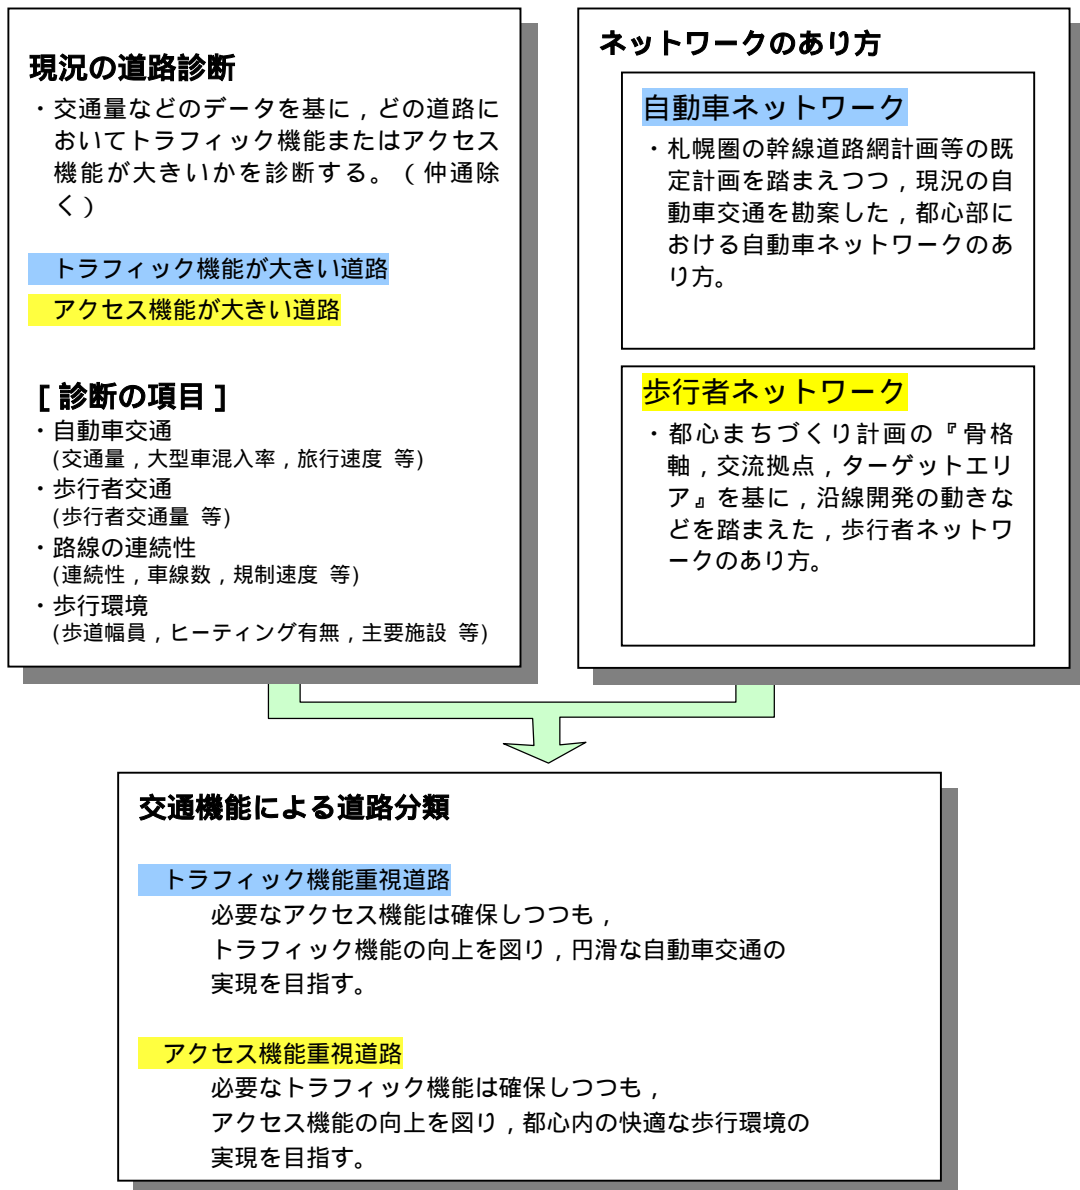 現況の道路診断
・交通量などのデータを基に，どの道路に
おいてトラフィック機能またはアクセス
機能が大きいかを診断する。（仲通除
く）
トラフィック機能が大きい道路
アクセス機能が大きい道路
［診断の項目］
・自動車交通
(交通量，大型車混入率，旅行速度 等)
・歩行者交通
(歩行者交通量 等)
・路線の連続性
(連続性，車線数，規制速度 等)
・歩行環境
(歩道幅員，ヒーティング有無，主要施設 等)
ネットワークのあり方
自動車ネットワーク
・札幌圏の幹線道路網計画等の既
定計画を踏まえつつ，現況の自
動車交通を勘案した，都心部に
おける自動車ネットワークのあ
り方。
歩行者ネットワーク
・都心まちづくり計画の『骨格
軸，交流拠点，ターゲットエリ
ア』を基に，沿線開発の動きな
どを踏まえた，歩行者ネットワ
ークのあり方。
交通機能による道路分類
トラフィック機能重視道路
必要なアクセス機能は確保しつつも，
トラフィック機能の向上を図り，円滑な自動車交通の
実現を目指す。
アクセス機能重視道路
必要なトラフィック機能は確保しつつも，
アクセス機能の向上を図り，都心内の快適な歩行環境の
実現を目指す。